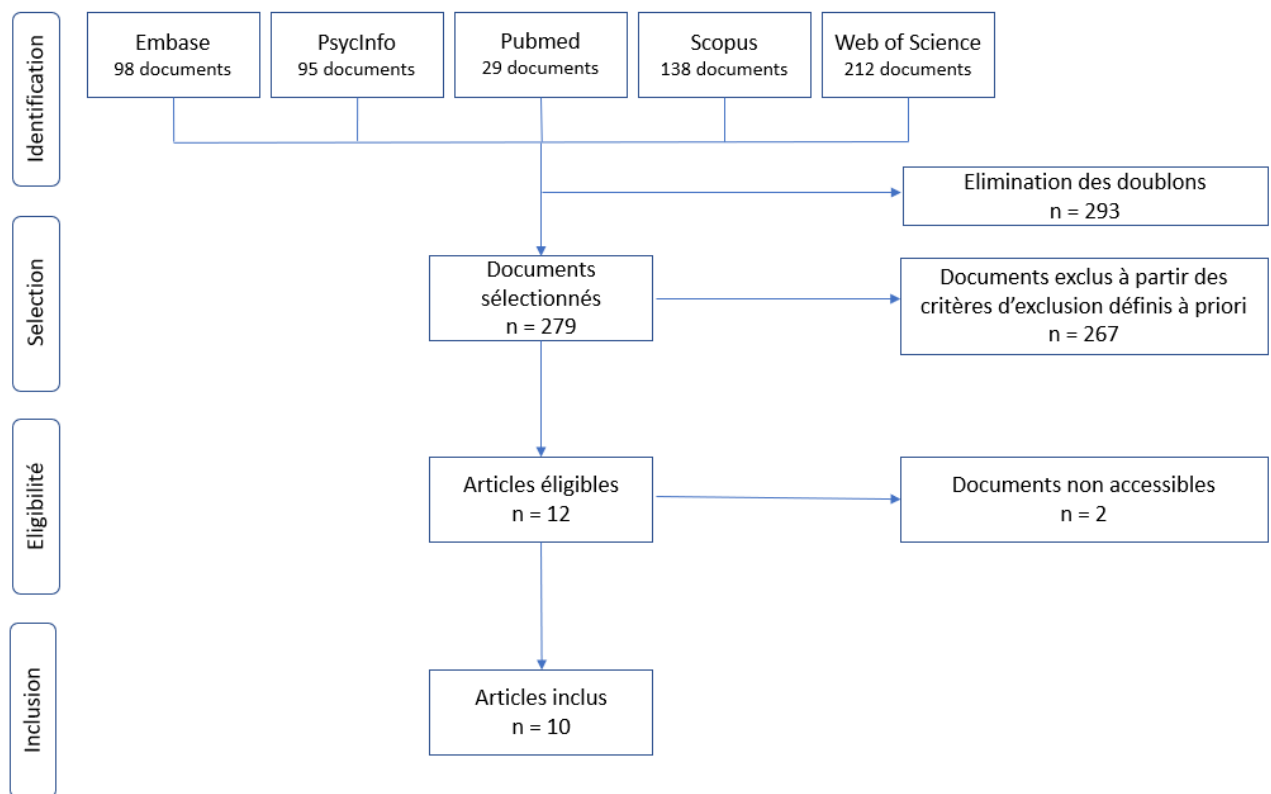 Identification
Embase
98 documents
PsycInfo
95 documents
Pubmed
29 documents
Scopus
138 documents
Web of Science
212 documents
Elimination des doublons
n = 293
Selection
Documents
sélectionnés
n = 279
Documents exclus à partir des
critères d’exclusion définis à priori
n = 267
Eligibilité
Articles éligibles
n = 12
Documents non accessibles
n = 2
Inclusion
Articles inclus
n = 10